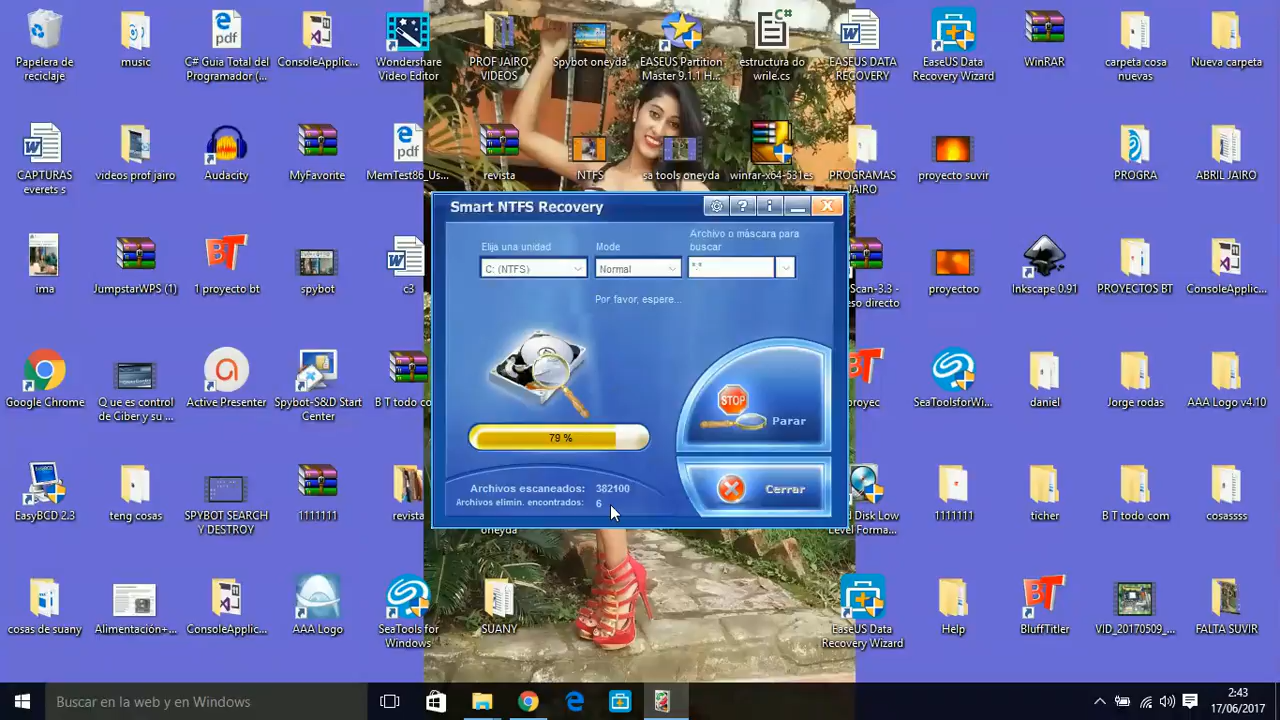 Papelera de
reciclaje
music
C# Guia Total del
Programador (...
ConsoleApplic...
Wondershare
Video Editor
PROF JAIRO
VIDEOS
Spybot oneyda
EASEUS Partition
Master 9.1.1 H...
estructura do
wrile.cs
EASEUS DATA
RECOVERY
EaseUS Data
Recovery Wizard
WinRAR
carpeta cosa
nuevas
Nueva carpeta
CAPTURAS
everets s
videos prof jairo
Audacity
MyFavorite
MemTest86_Us...
revista
NTFS
sa tools oneyda
winrar-x64-531es
PROGRAMAS
JAIRO
proyecto suvir
PROGRA
ABRIL JAIRO
Smart NTFS Recovery
Elija una unidad
Mode
Archivo o máscara para
buscar
C: (NTFS)
Normal
*.*
Por favor, espere...
STOP
Parar
79 %
Archivos escaneados: 382100
Archivos elimin. encontrados: 6
Cerrar
ima
JumpstarWPS (1)
1 proyecto bt
spybot
c3
Scan-3.3 -
eso directo
proyectoo
Inkscape 0.91
PROYECTOS BT
ConsoleApplic...
Google Chrome
Q ue es control
de Ciber y su ...
Active Presenter
Spybot-S&D Start
Center
B T todo co
proyec
SeaToolsforWi...
daniel
Jorge rodas
AAA Logo v4.10
EasyBCD 2.3
teng cosas
SPYBOT SEARCH
Y DESTROY
1111111
revista
oneyda
d Disk Low
Level Forma...
1111111
ticher
B T todo com
cosassss
cosas de suany
Alimentación+...
ConsoleApplic...
AAA Logo
SeaTools for
Windows
SUANY
EaseUS Data
Recovery Wizard
Help
BluffTitler
VID_20170509_...
FALTA SUVIR
Buscar en la web y en Windows
2:43
17/06/2017